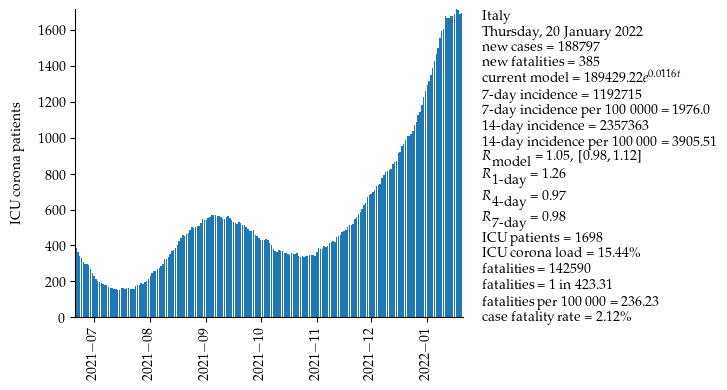 1600
1400
1200
1000
800
600
400
200
0
ICU corona patients
2021−07
2021−08
2021−09
2021−10
2021−11
2021−12
2022−01
Italy
Thursday, 20 January 2022
new cases = 188797
new fatalities = 385
current model = 189429.22e^0.0116t
7-day incidence = 1192715
7-day incidence per 100 0000 = 1976.0
14-day incidence = 2357363
14-day incidence per 100 000 = 3905.51
R_model = 1.05, [0.98, 1.12]
R_1-day = 1.26
R_4-day = 0.97
R_7-day = 0.98
ICU patients = 1698
ICU corona load = 15.44%
fatalities = 142590
fatalities = 1 in 423.31
fatalities per 100 000 = 236.23
case fatality rate = 2.12%